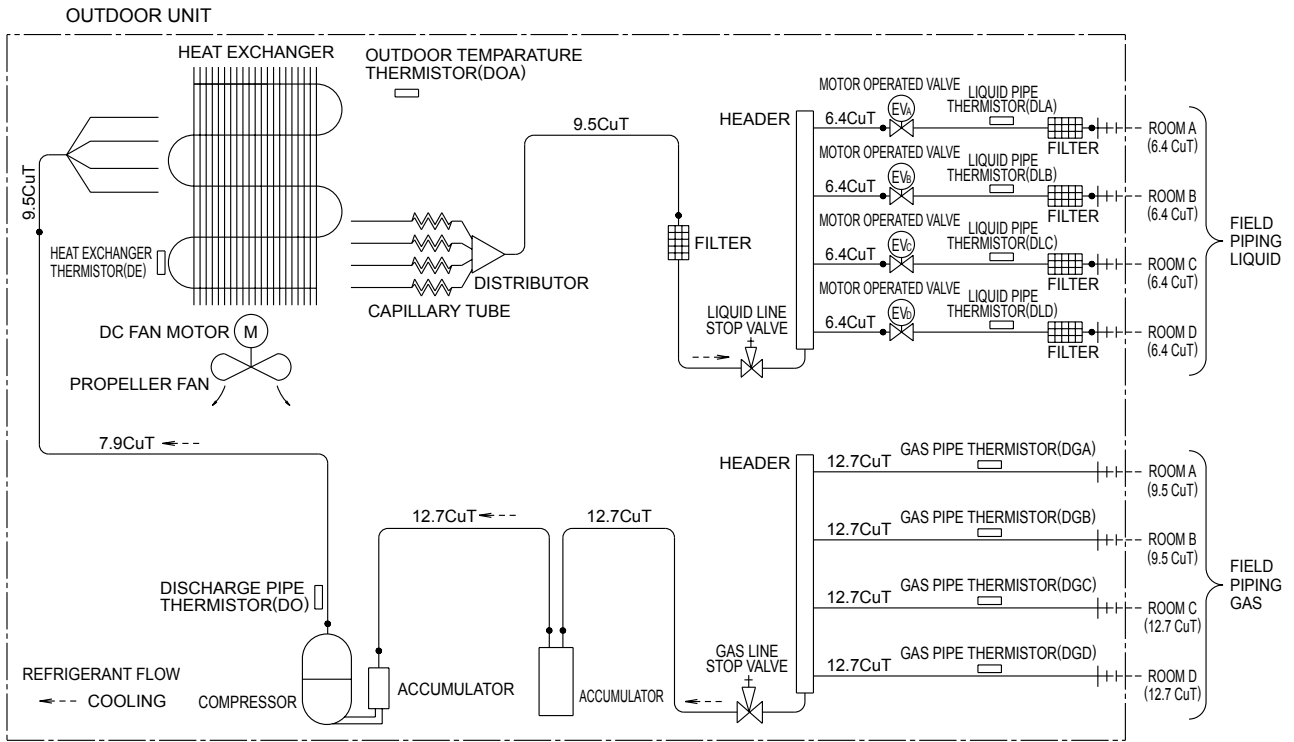 OUTDOOR UNIT
HEAT EXCHANGER
OUTDOOR TEMPARATURE
THERMISTOR(DOA)
9.5CuT
HEAT EXCHANGER
THERMISTOR(DE)
DC FAN MOTOR
M
PROPELLER FAN
CAPILLARY TUBE
DISTRIBUTOR
9.5CuT
FILTER
LIQUID LINE
STOP VALVE
HEADER
MOTOR OPERATED VALVE
EVA
6.4CuT
LIQUID PIPE
THERMISTOR(DLA)
FILTER
ROOM A
(6.4 CuT)
MOTOR OPERATED VALVE
EVB
6.4CuT
LIQUID PIPE
THERMISTOR(DLB)
FILTER
ROOM B
(6.4 CuT)
MOTOR OPERATED VALVE
EVC
6.4CuT
LIQUID PIPE
THERMISTOR(DLC)
FILTER
ROOM C
(6.4 CuT)
MOTOR OPERATED VALVE
EVD
6.4CuT
LIQUID PIPE
THERMISTOR(DLD)
FILTER
ROOM D
(6.4 CuT)
FIELD
PIPING
LIQUID
7.9CuT
DISCHARGE PIPE
THERMISTOR(DO)
COMPRESSOR
ACCUMULATOR
12.7CuT
ACCUMULATOR
12.7CuT
GAS LINE
STOP VALVE
HEADER
12.7CuT
GAS PIPE THERMISTOR(DGA)
ROOM A
(9.5 CuT)
12.7CuT
GAS PIPE THERMISTOR(DGB)
ROOM B
(9.5 CuT)
12.7CuT
GAS PIPE THERMISTOR(DGC)
ROOM C
(12.7 CuT)
12.7CuT
GAS PIPE THERMISTOR(DGD)
ROOM D
(12.7 CuT)
FIELD
PIPING
GAS
REFRIGERANT FLOW
COOLING